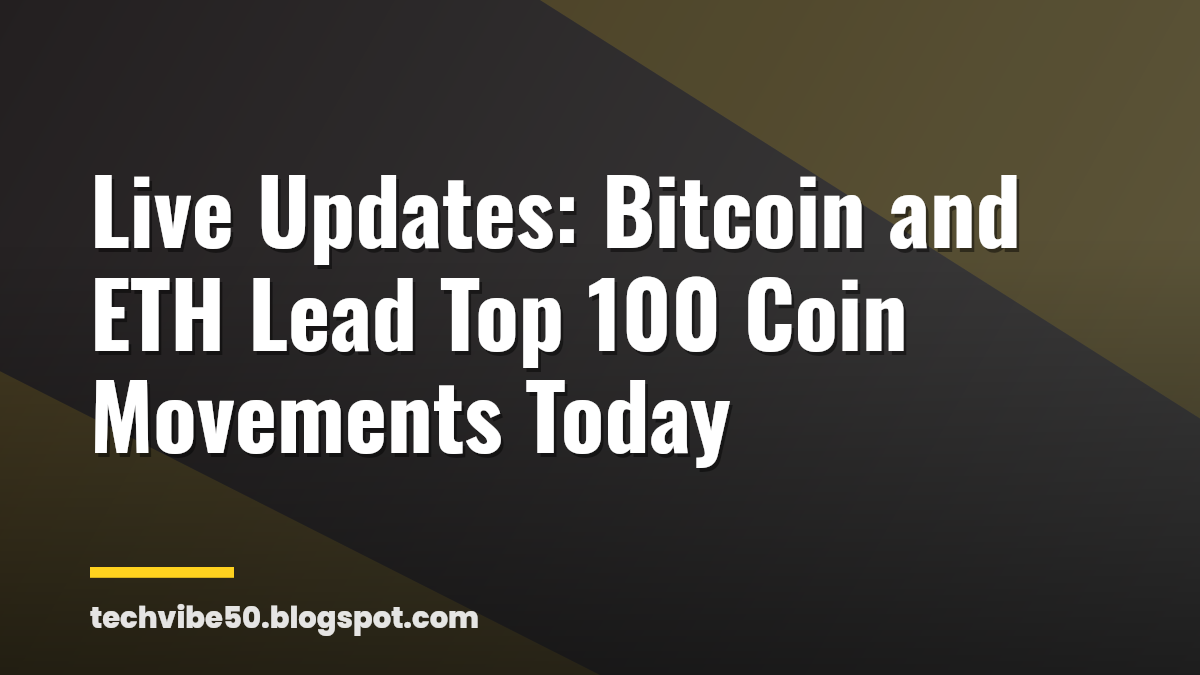 Live Updates: Bitcoin and
ETH Lead Top 100 Coin
Movements Today
techvibe50.blogspot.com